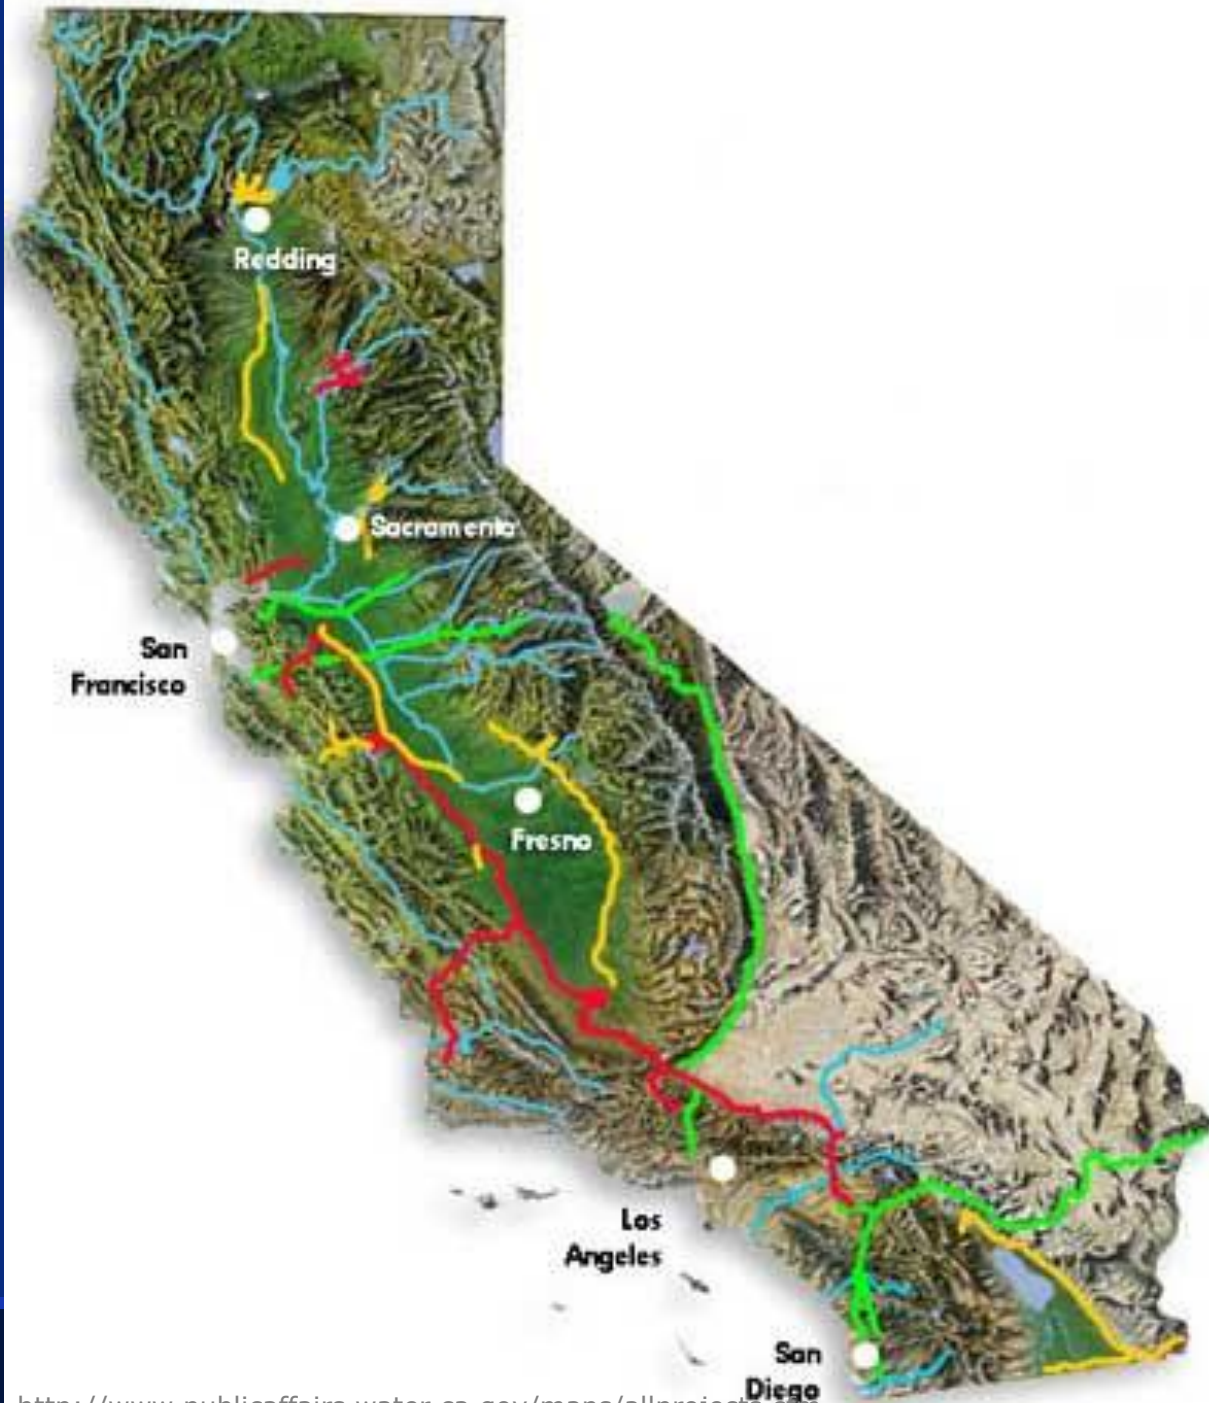 Redding
Sacramento
San
Francisco
Fresno
Los
Angeles
San
Diego